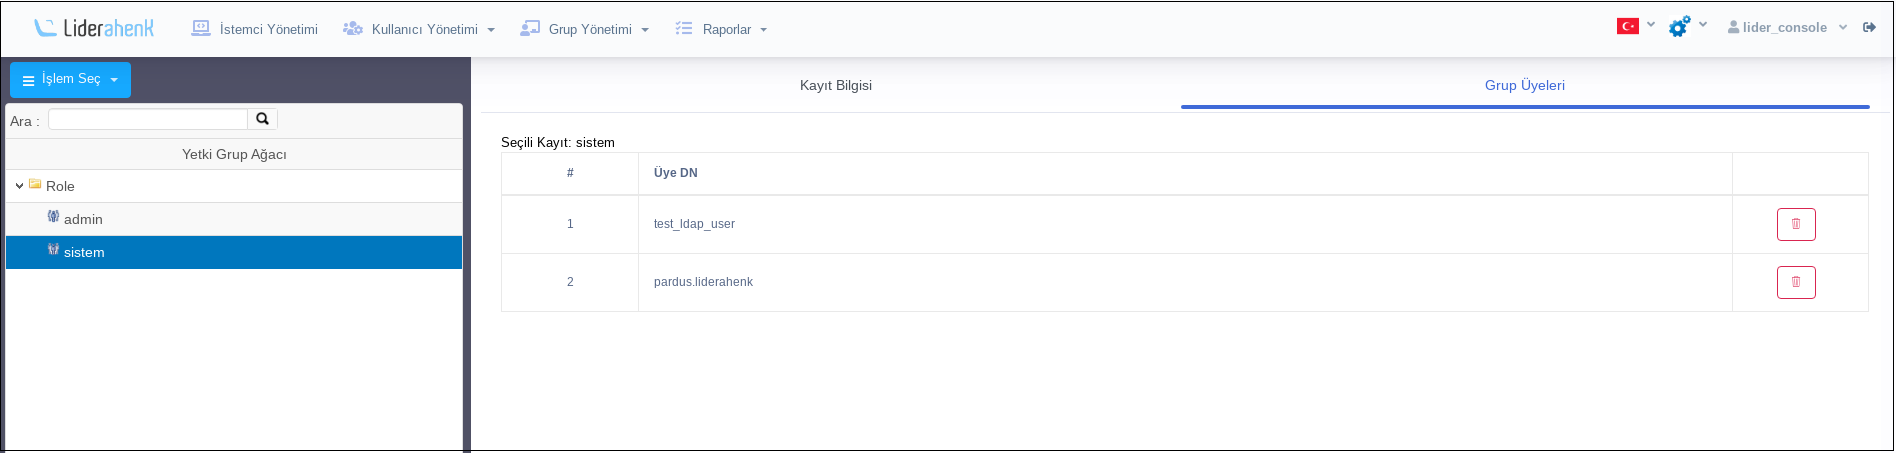 Liderahenk
İstemci Yönetimi
Kullanıcı Yönetimi
Grup Yönetimi
Raporlar
lider_console
İşlem Seç
Ara :
Yetki Grup Ağacı
Role
admin
sistem
Kayıt Bilgisi
Grup Üyeleri
Seçili Kayıt: sistem
# Üye DN
1 test_ldap_user
2 pardus.liderahenk